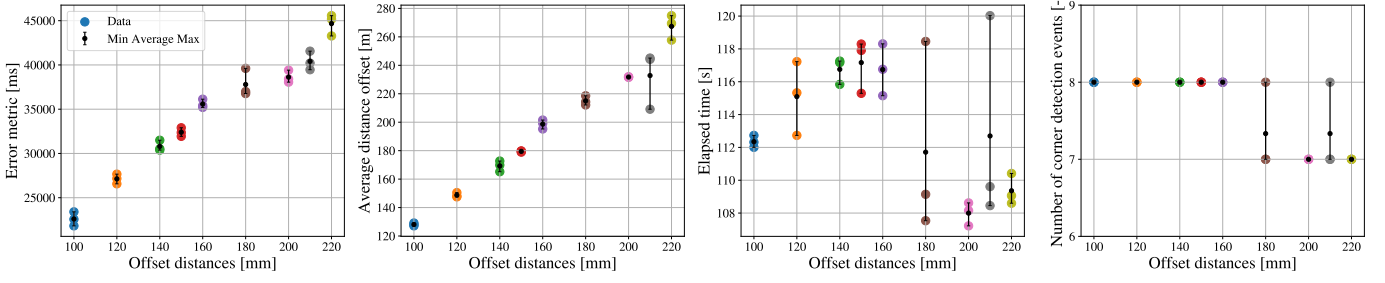 Error metric [ms]
45000
40000
35000
30000
25000
Data
Min Average Max
100 120 140 160 180 200 220
Offset distances [mm]
Average distance offset [m]
280
260
240
220
200
180
160
140
120
100 120 140 160 180 200 220
Offset distances [mm]
Elapsed time [s]
120
118
116
114
112
110
108
100 120 140 160 180 200 220
Offset distances [mm]
Number of corner detection events [-
9
8
7
6
100 120 140 160 180 200 220
Offset distances [mm]